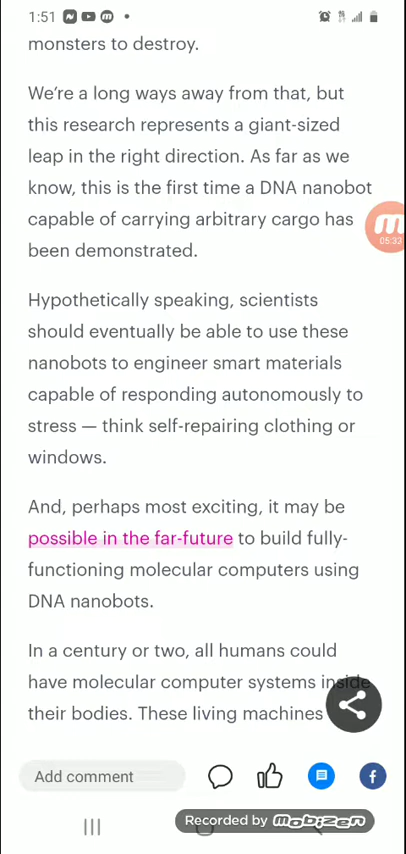 1:51
monsters to destroy.
We're a long ways away from that, but
this research represents a giant-sized
leap in the right direction. As far as we
know, this is the first time a DNA nanobot
capable of carrying arbitrary cargo has
been demonstrated.
05:33
Hypothetically speaking, scientists
should eventually be able to use these
nanobots to engineer smart materials
capable of responding autonomously to
stress — think self-repairing clothing or
windows.
And, perhaps most exciting, it may be
possible in the far-future to build fully-
functioning molecular computers using
DNA nanobots.
In a century or two, all humans could
have molecular computer systems inside
their bodies. These living machines
Add comment
Recorded by mobizen